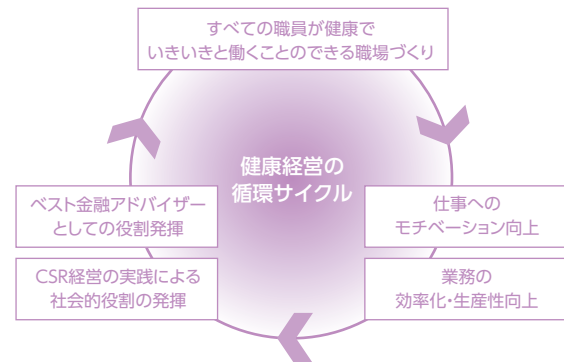 すべての職員が健康で
いきいきと働くことのできる職場づくり
健康経営の
循環サイクル
ベスト金融アドバイザー
としての役割発揮
仕事への
モチベーション向上
CSR経営の実践による
社会的役割の発揮
業務の
効率化・生産性向上